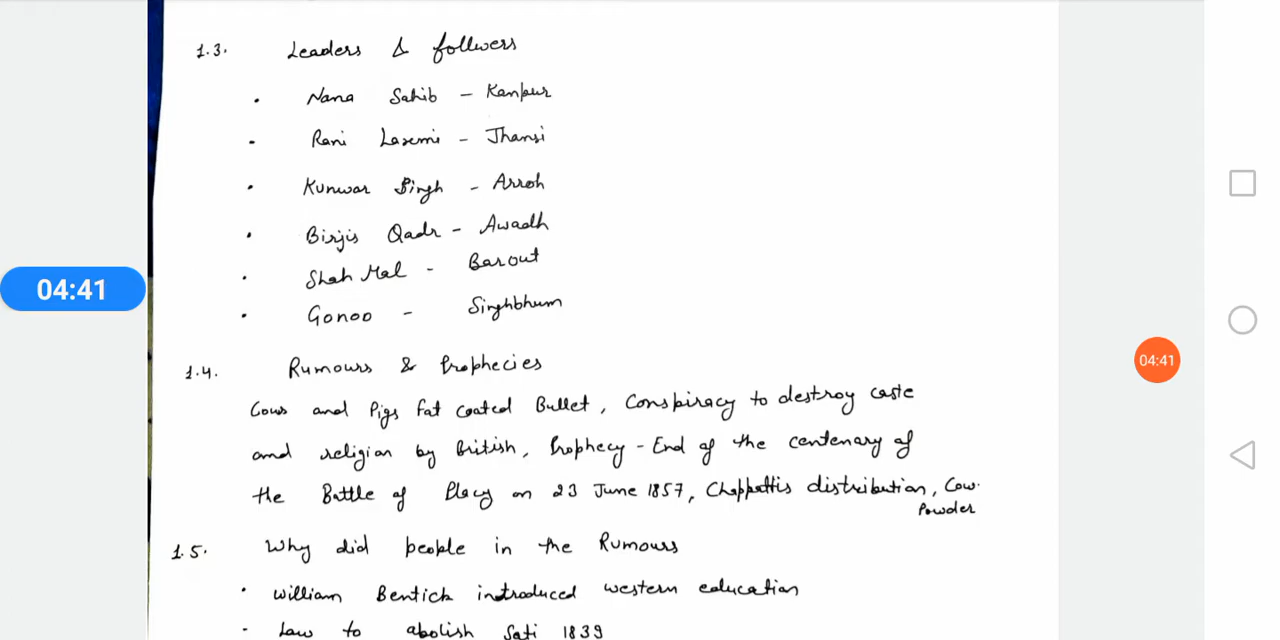 1.3. Leaders & follwers
• Nana Sahib – Kanpur
• Rani Laxmi – Jhansi
• Kunwar Singh – Arroh
• Birjis Qadr – Awadh
• Shah Mal – Barout
• Gonoo – Singhbhum
04:41
04:41
1.4. Rumours & Prophecies
Cows and Pigs fat coated Bullet, Conspiracy to destroy caste
and religion by British, Prophecy – End of the centenary of
the Battle of Placy on 23 June 1857, Chappattis distribution, Cow.
Powder
1.5. Why did people in the Rumours
• William Bentick introduced western education
• Law to abolish Sati 1839